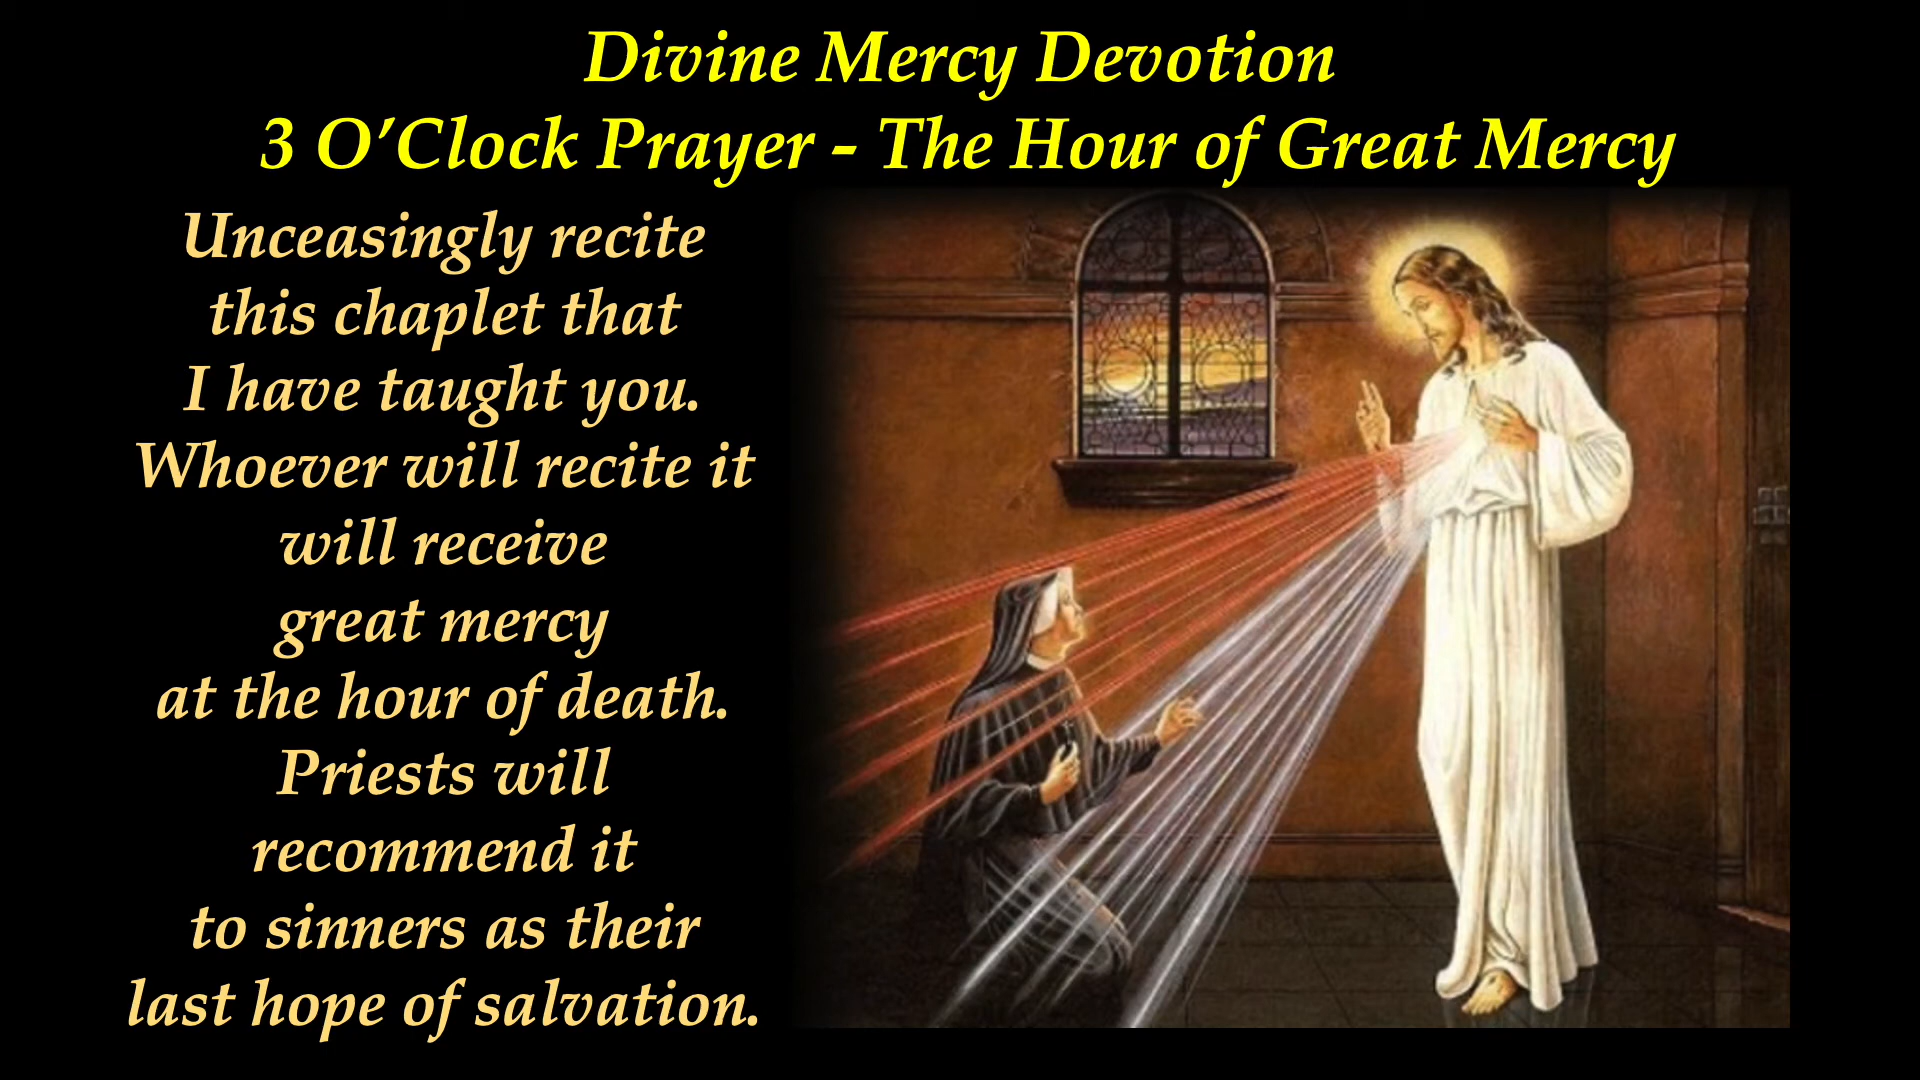 Divine Mercy Devotion
3 O’Clock Prayer - The Hour of Great Mercy
Unceasingly recite
this chaplet that
I have taught you.
Whoever will recite it
will receive
great mercy
at the hour of death.
Priests will
recommend it
to sinners as their
last hope of salvation.